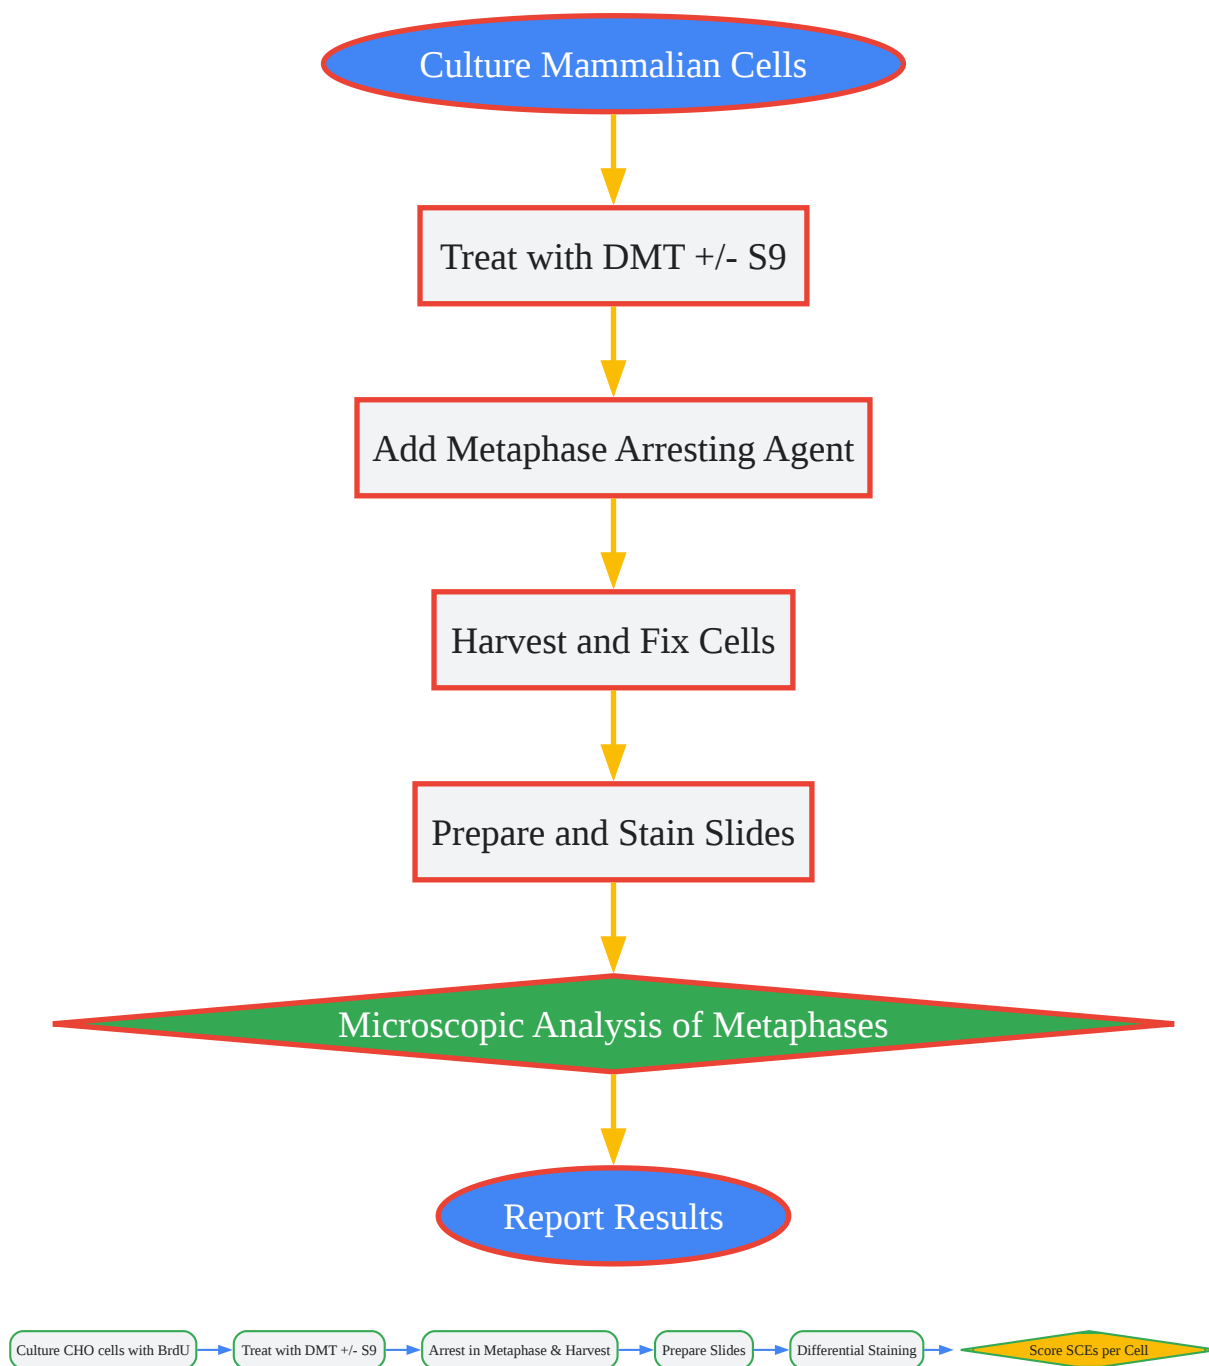 Culture Mammalian Cells
Treat with DMT +/- S9
Add Metaphase Arresting Agent
Harvest and Fix Cells
Prepare and Stain Slides
Microscopic Analysis of Metaphases
Report Results
Culture CHO cells with BrdU
Treat with DMT +/- S9
Arrest in Metaphase & Harvest
Prepare Slides
Differential Staining
Score SCEs per Cell